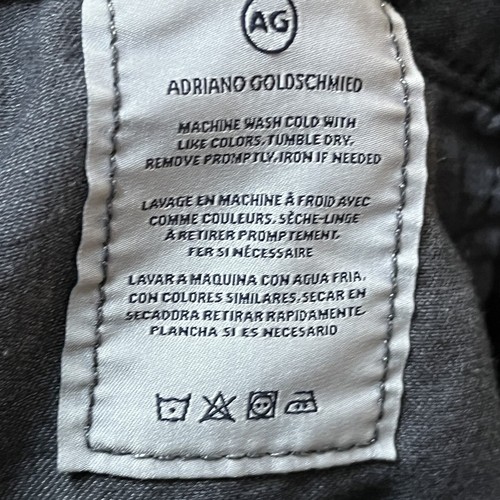 AG
ADRIANO GOLDSCHMIED
MACHINE WASH COLD WITH
LIKE COLORS. TUMBLE DRY.
REMOVE PROMPTLY. IRON IF NEEDED
LAVAGE EN MACHINE À FROID AVEC
COMME COULEURS. SÈCHE-LINGE
À RETIRER PROMPTEMENT.
FER SI NÉCESSAIRE
LAVAR A MAQUINA CON AGUA FRIA.
CON COLORES SIMILARES. SECAR EN
SECADORA RETIRAR RAPIDAMENTE.
PLANCHA SI ES NECESARIO